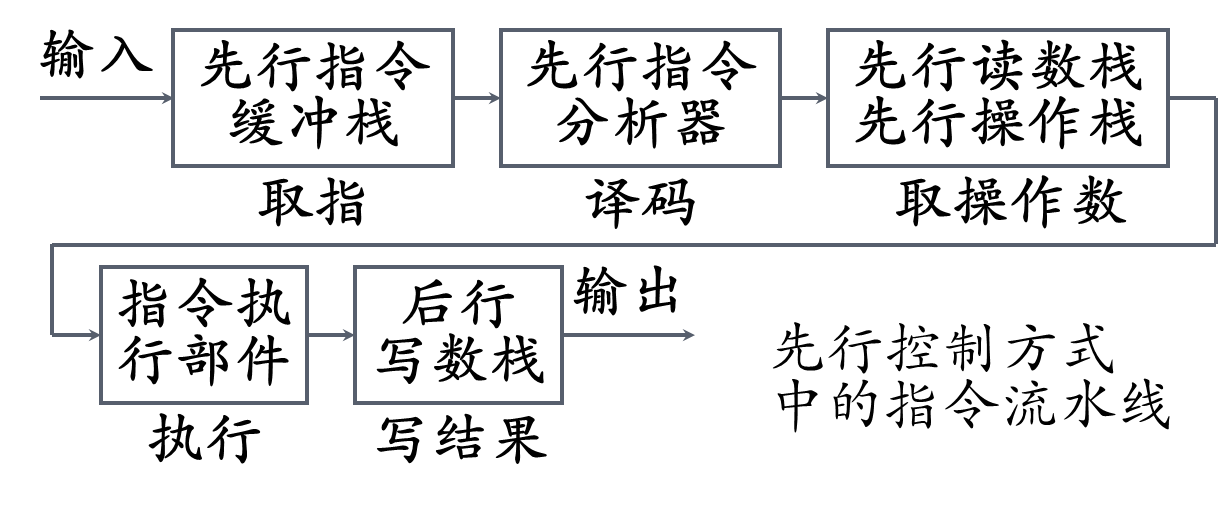 输入
先行指令
缓冲栈
取指
先行指令
分析器
译码
先行读数栈
先行操作栈
取操作数
指令执
行部件
执行
后行
写数栈
写结果
输出
先行控制方式
中的指令流水线